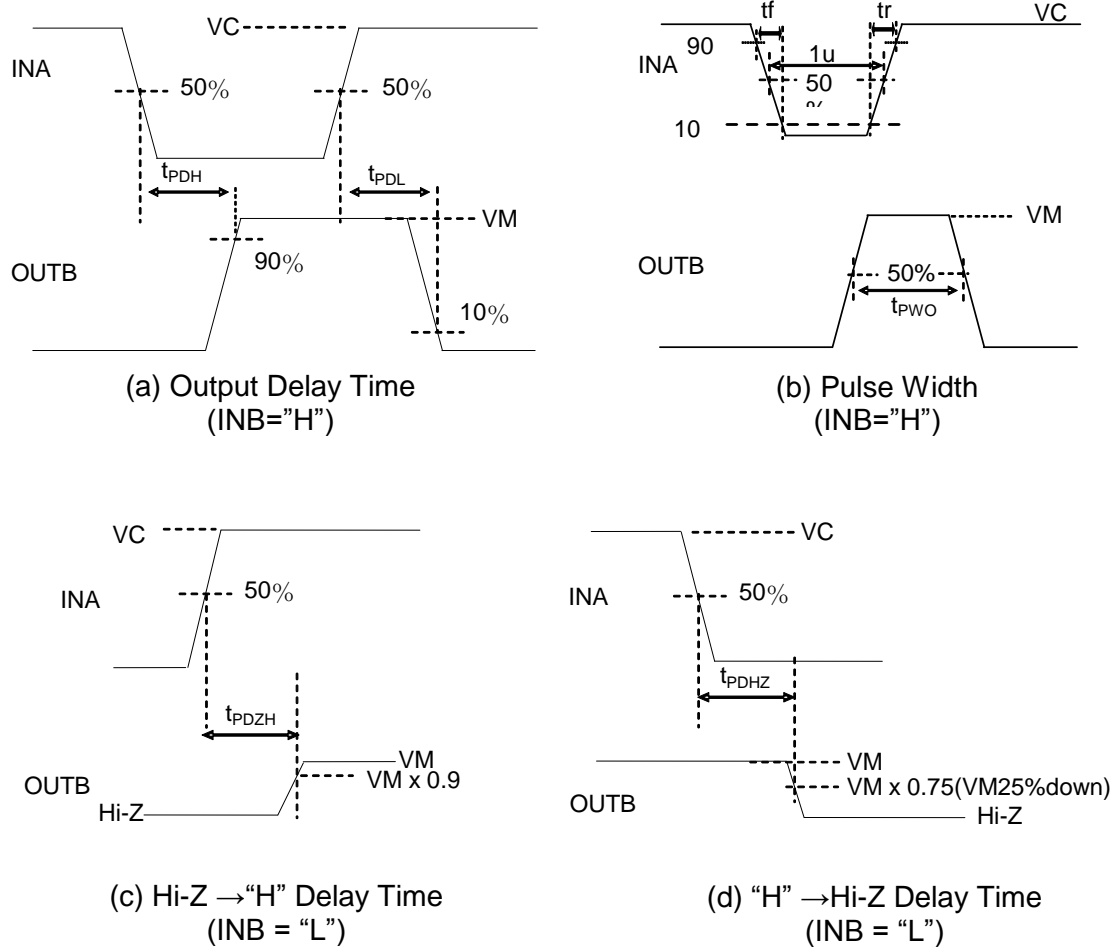 VC
INA
50%
50%
tPDH
tPDL
VM
OUTB
90%
10%
(a) Output Delay Time
(INB=”H”)
tf
tr
VC
90
INA
1u
50
%
10
VM
OUTB
50%
tPWO
(b) Pulse Width
(INB=”H”)
VC
50%
INA
tPDZH
VM
VM x 0.9
OUTB
Hi-Z
(c) Hi-Z →“H” Delay Time
(INB = “L”)
VC
50%
INA
tPDHZ
VM
VM x 0.75(VM25%down)
OUTB
Hi-Z
(d) “H” →Hi-Z Delay Time
(INB = “L”)